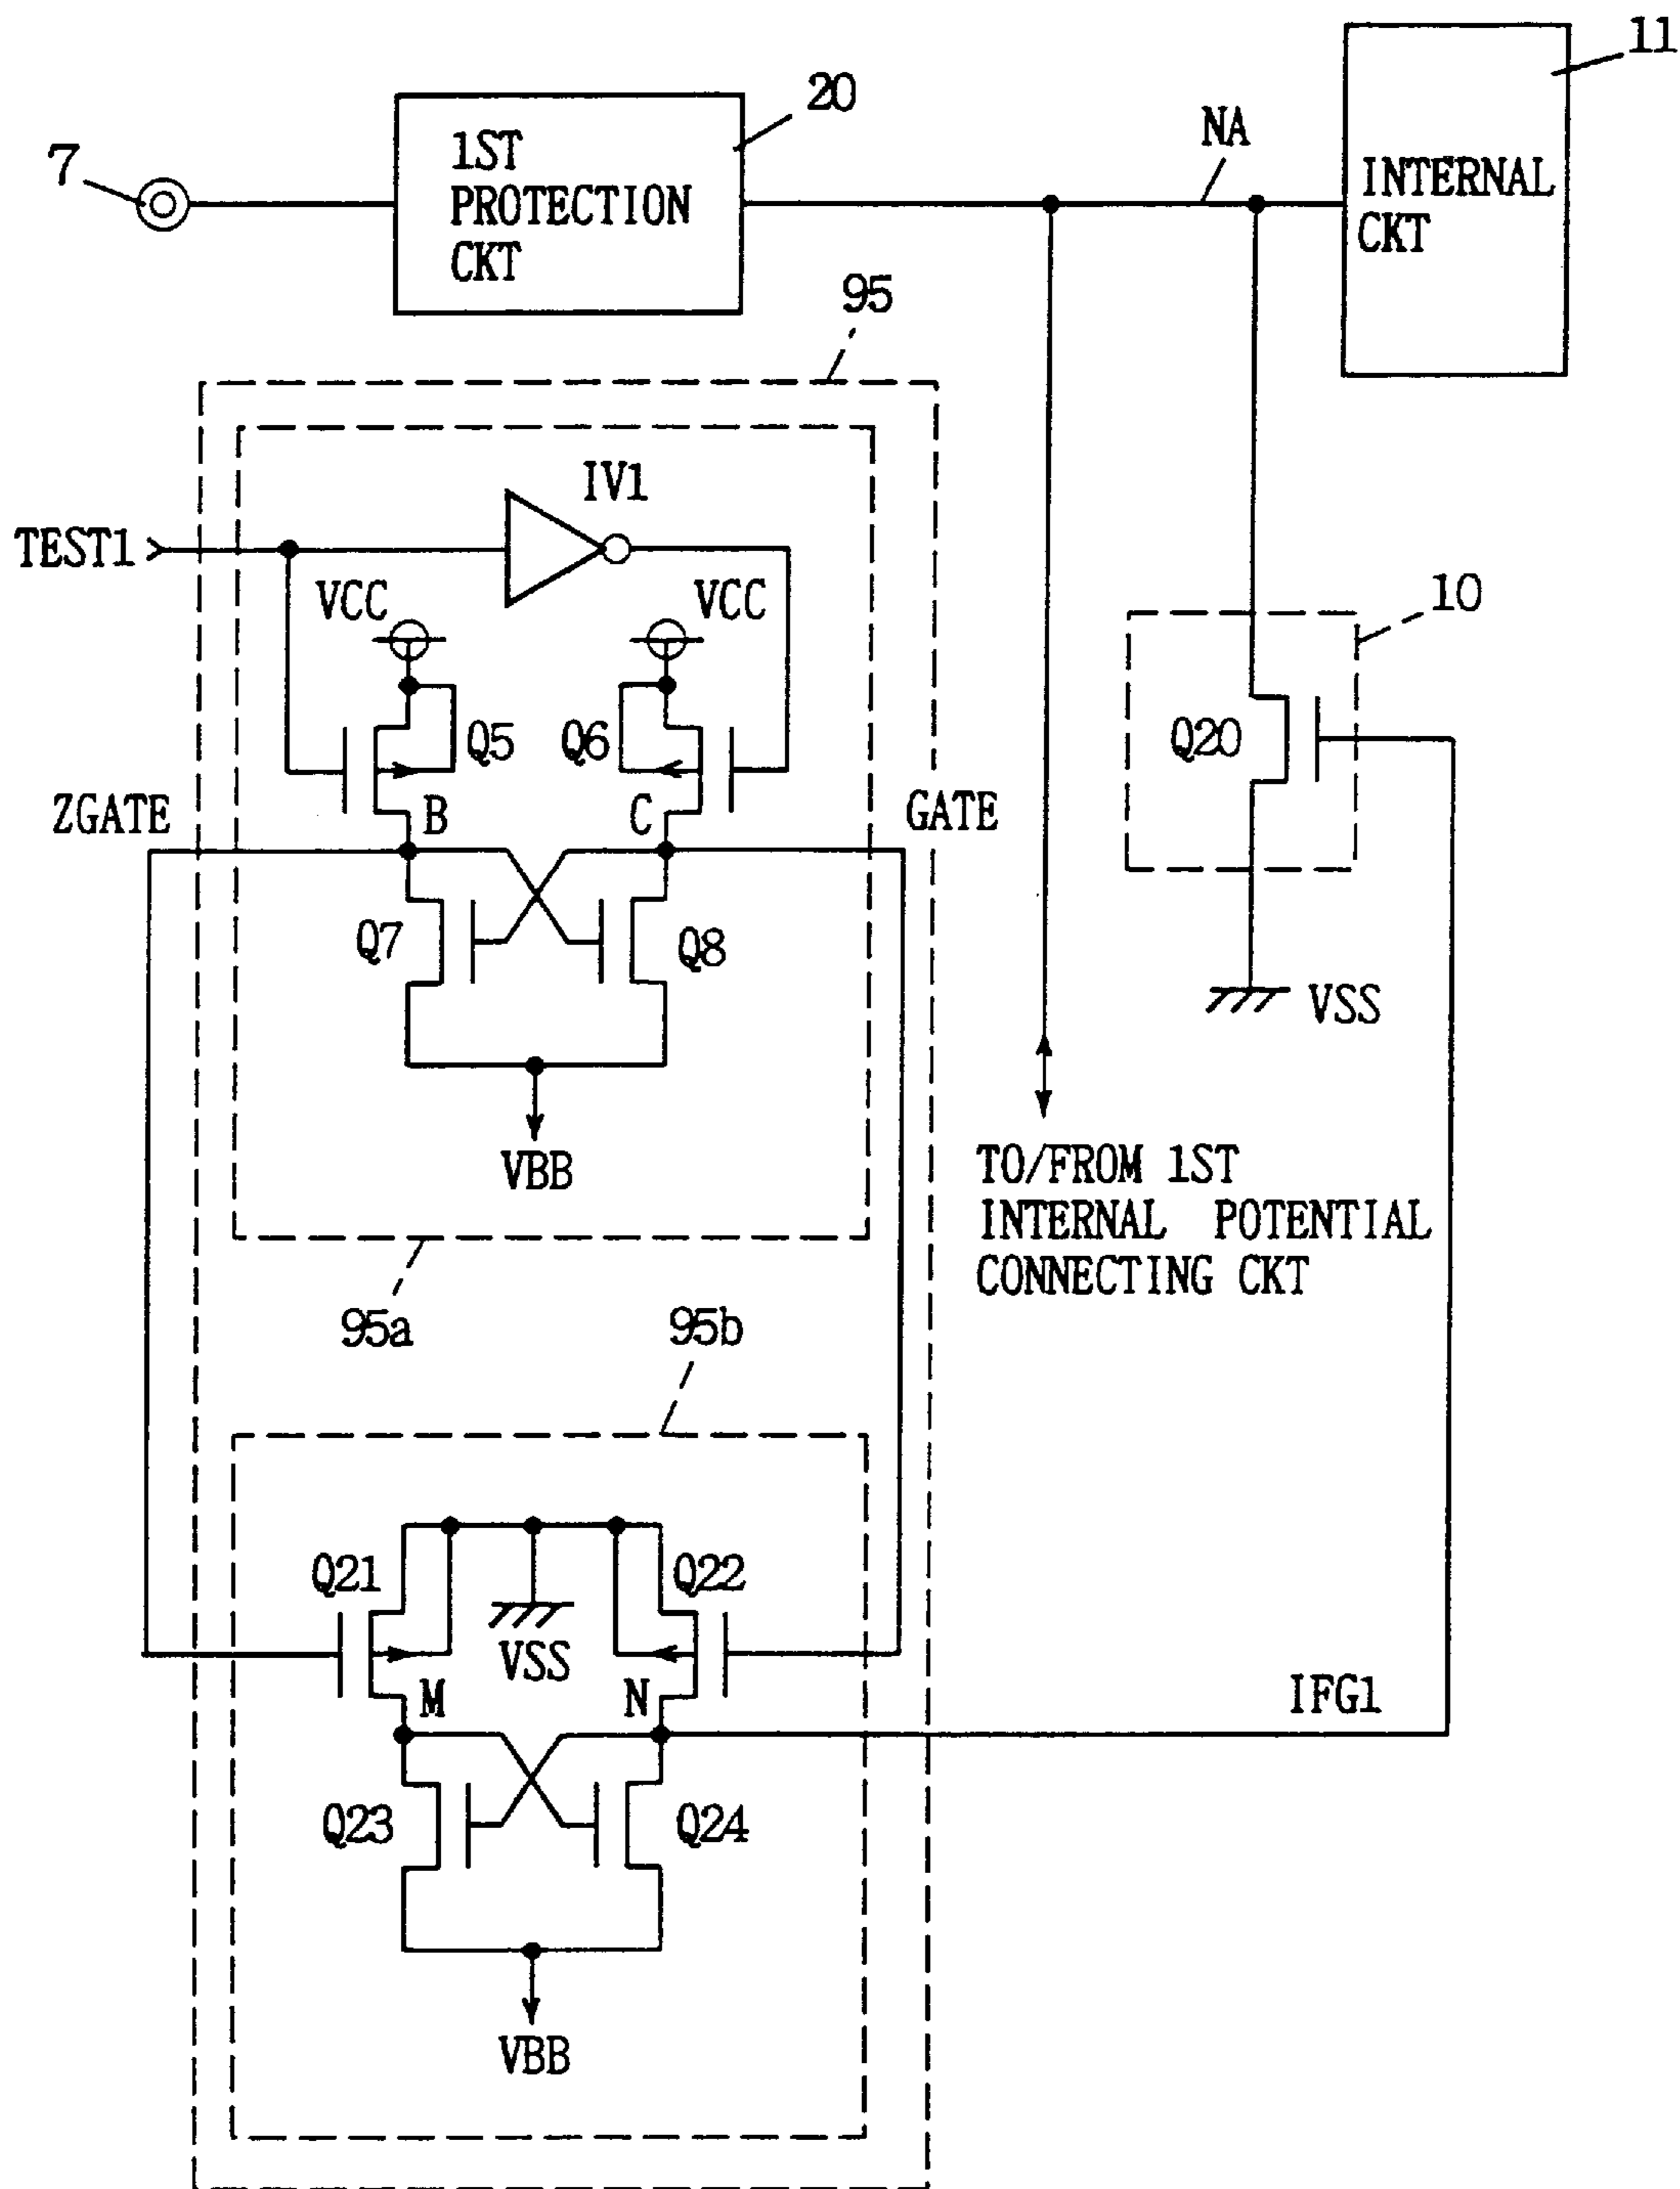 11
20
NA
7
1ST
PROTECTION
CKT
INTERNAL
CKT
95
IV1
TEST1
VCC
VCC
10
Q5
Q6
Q20
ZGATE
B
C
GATE
Q7
Q8
VSS
VBB
TO/FROM 1ST
INTERNAL POTENTIAL
CONNECTING CKT
95a
95b
Q21
Q22
VSS
M
N
IFG1
Q23
Q24
VBB